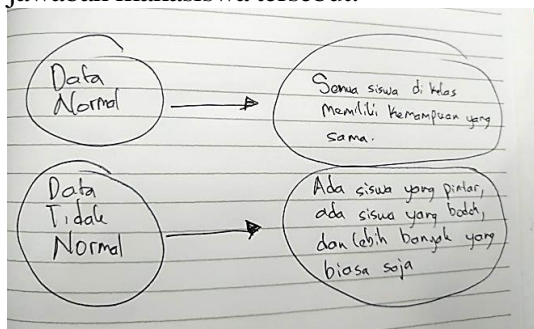 jawaban mahasiswa tersebut.
Data
Normal
Semua siswa di kelas
Memiliki Kemampuan yang
sama.
Data
Tidak
Normal
Ada siswa yang pintar,
ada siswa yang bodoh,
dan lebih banyak yang
biasa saja